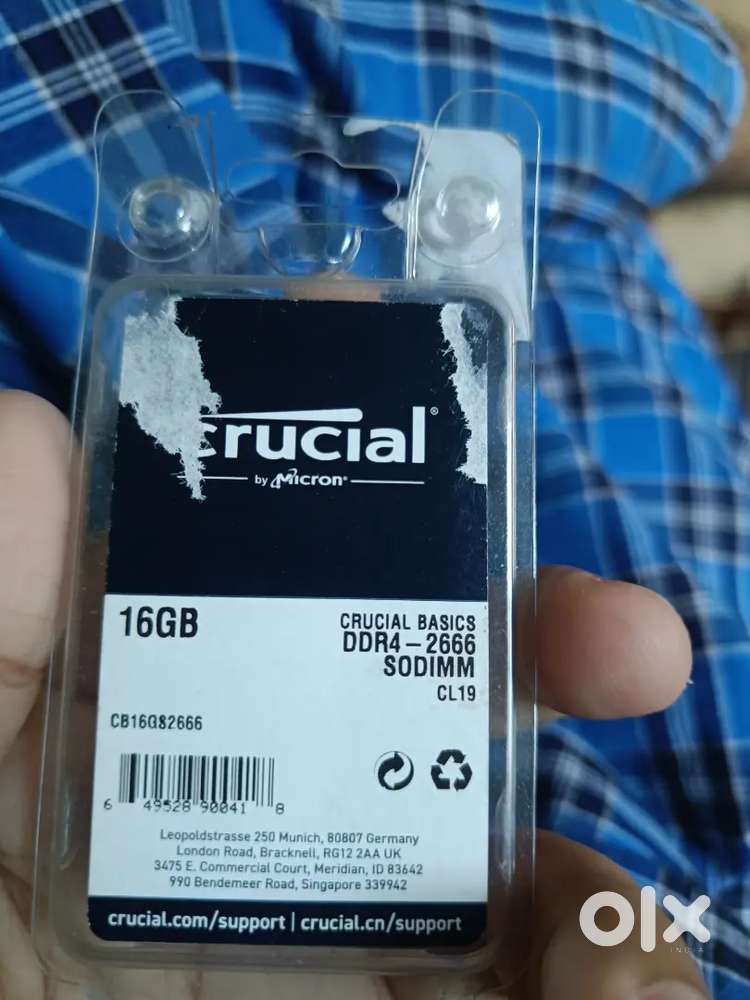 crucial®
by Micron®
16GB
CRUCIAL BASICS
DDR4-2666
SODIMM
CL19
CB16GS2666
6 49528 90041 8
Leopoldstrasse 250 Munich, 80807 Germany
London Road, Bracknell, RG12 2AA UK
3475 E. Commercial Court, Meridian, ID 83642
990 Bendemeer Road, Singapore 339942
crucial.com/support | crucial.cn/support
olx
INDIA